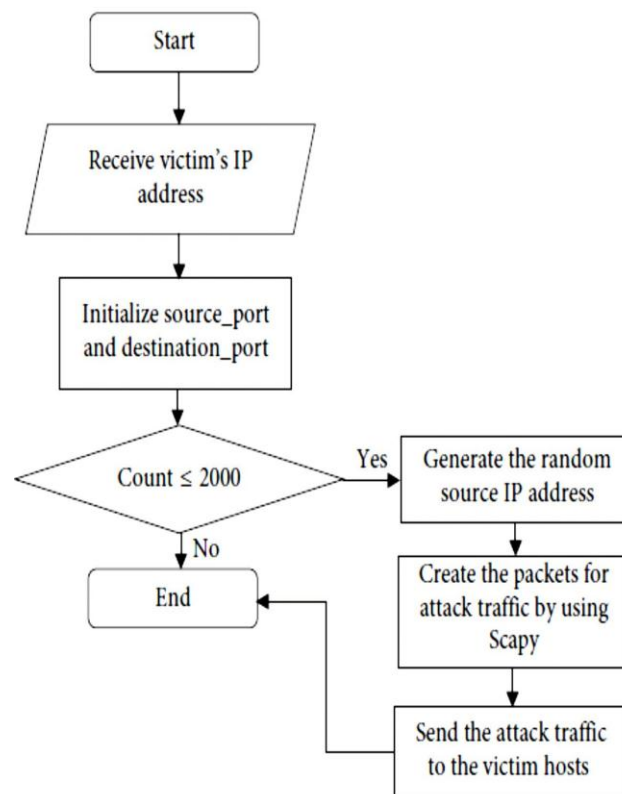 Start
Receive victim's IP
address
Initialize source_port
and destination_port
Count ≤ 2000
Yes
Generate the random
source IP address
No
End
Create the packets for
attack traffic by using
Scapy
Send the attack traffic
to the victim hosts